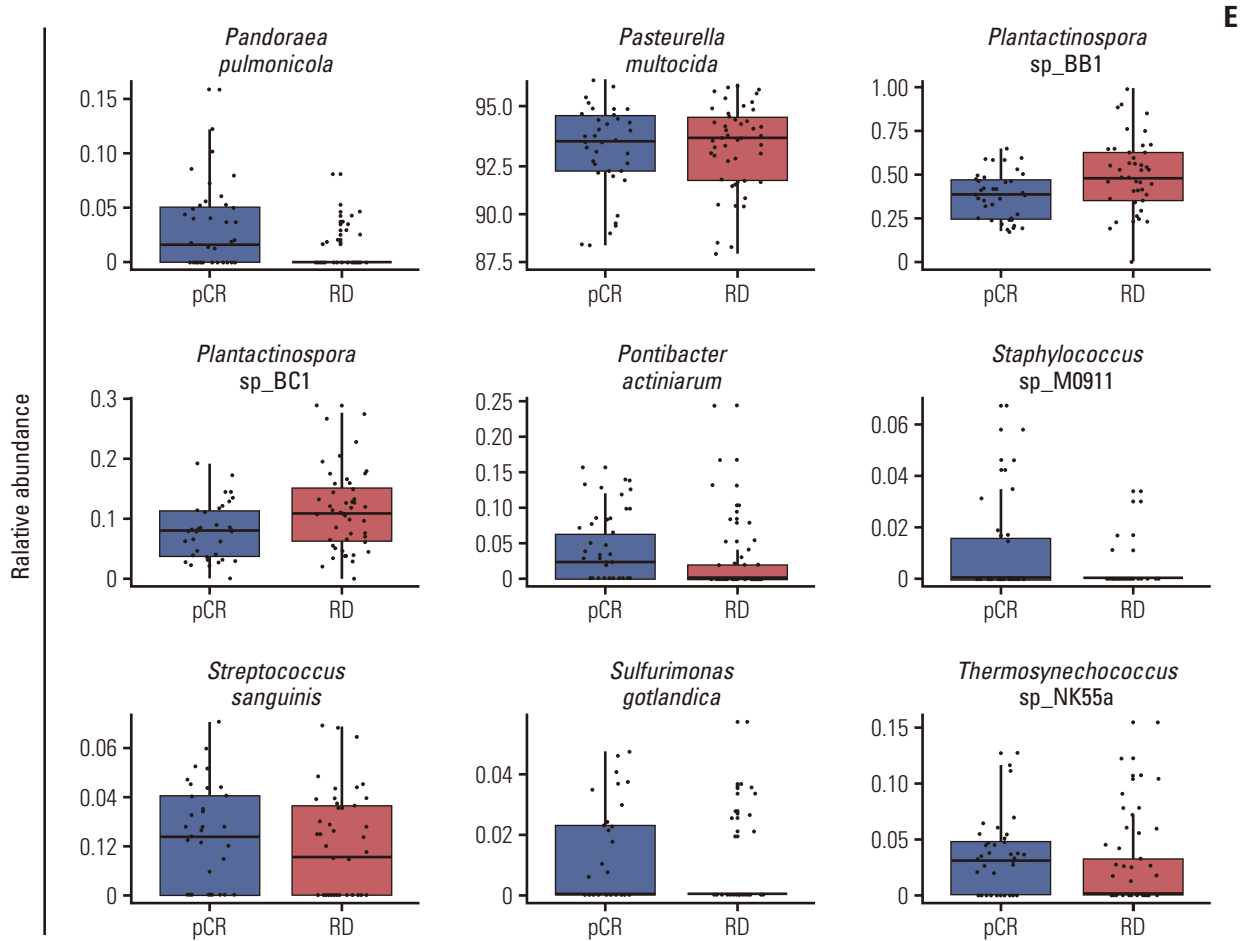 E
Ralative abundance
Pandoraea
pulmonicola
0.15
0.10
0.05
0
pCR
RD
Pasteurella
multocida
95.0
92.5
90.0
87.5
pCR
RD
Plantactinospora
sp_BB1
1.00
0.75
0.50
0.25
0
pCR
RD
Plantactinospora
sp_BC1
0.3
0.2
0.1
0
pCR
RD
Pontibacter
actiniarum
0.25
0.20
0.15
0.10
0.05
0
pCR
RD
Staphylococcus
sp_M0911
0.06
0.04
0.02
0
pCR
RD
Streptococcus
sanguinis
0.06
0.04
0.12
0
pCR
RD
Sulfurimonas
gotlandica
0.04
0.02
0
pCR
RD
Thermosynechococcus
sp_NK55a
0.15
0.10
0.05
0
pCR
RD